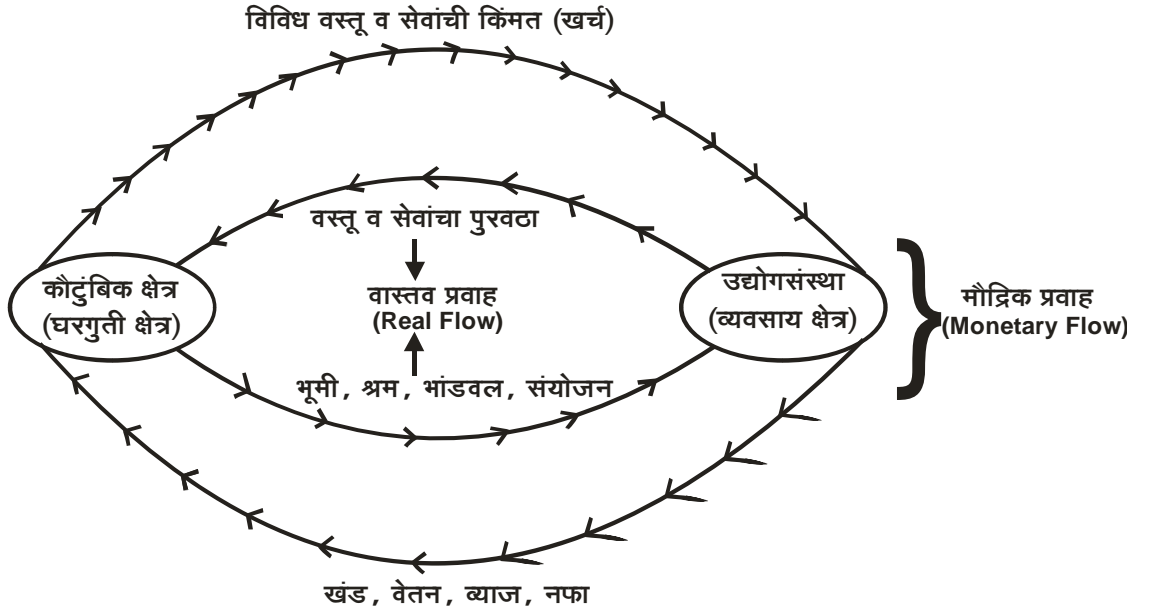 विविध वस्तू व सेवांची किंमत (खर्च)
वस्तू व सेवांचा पुरवठा
कौटुंबिक क्षेत्र
(घरगुती क्षेत्र)
वास्तव प्रवाह
(Real Flow)
उद्योगसंस्था
(व्यवसाय क्षेत्र)
मौद्रिक प्रवाह
(Monetary Flow)
भूमी, श्रम, भांडवल, संयोजन
खंड, वेतन, ब्याज, नफा